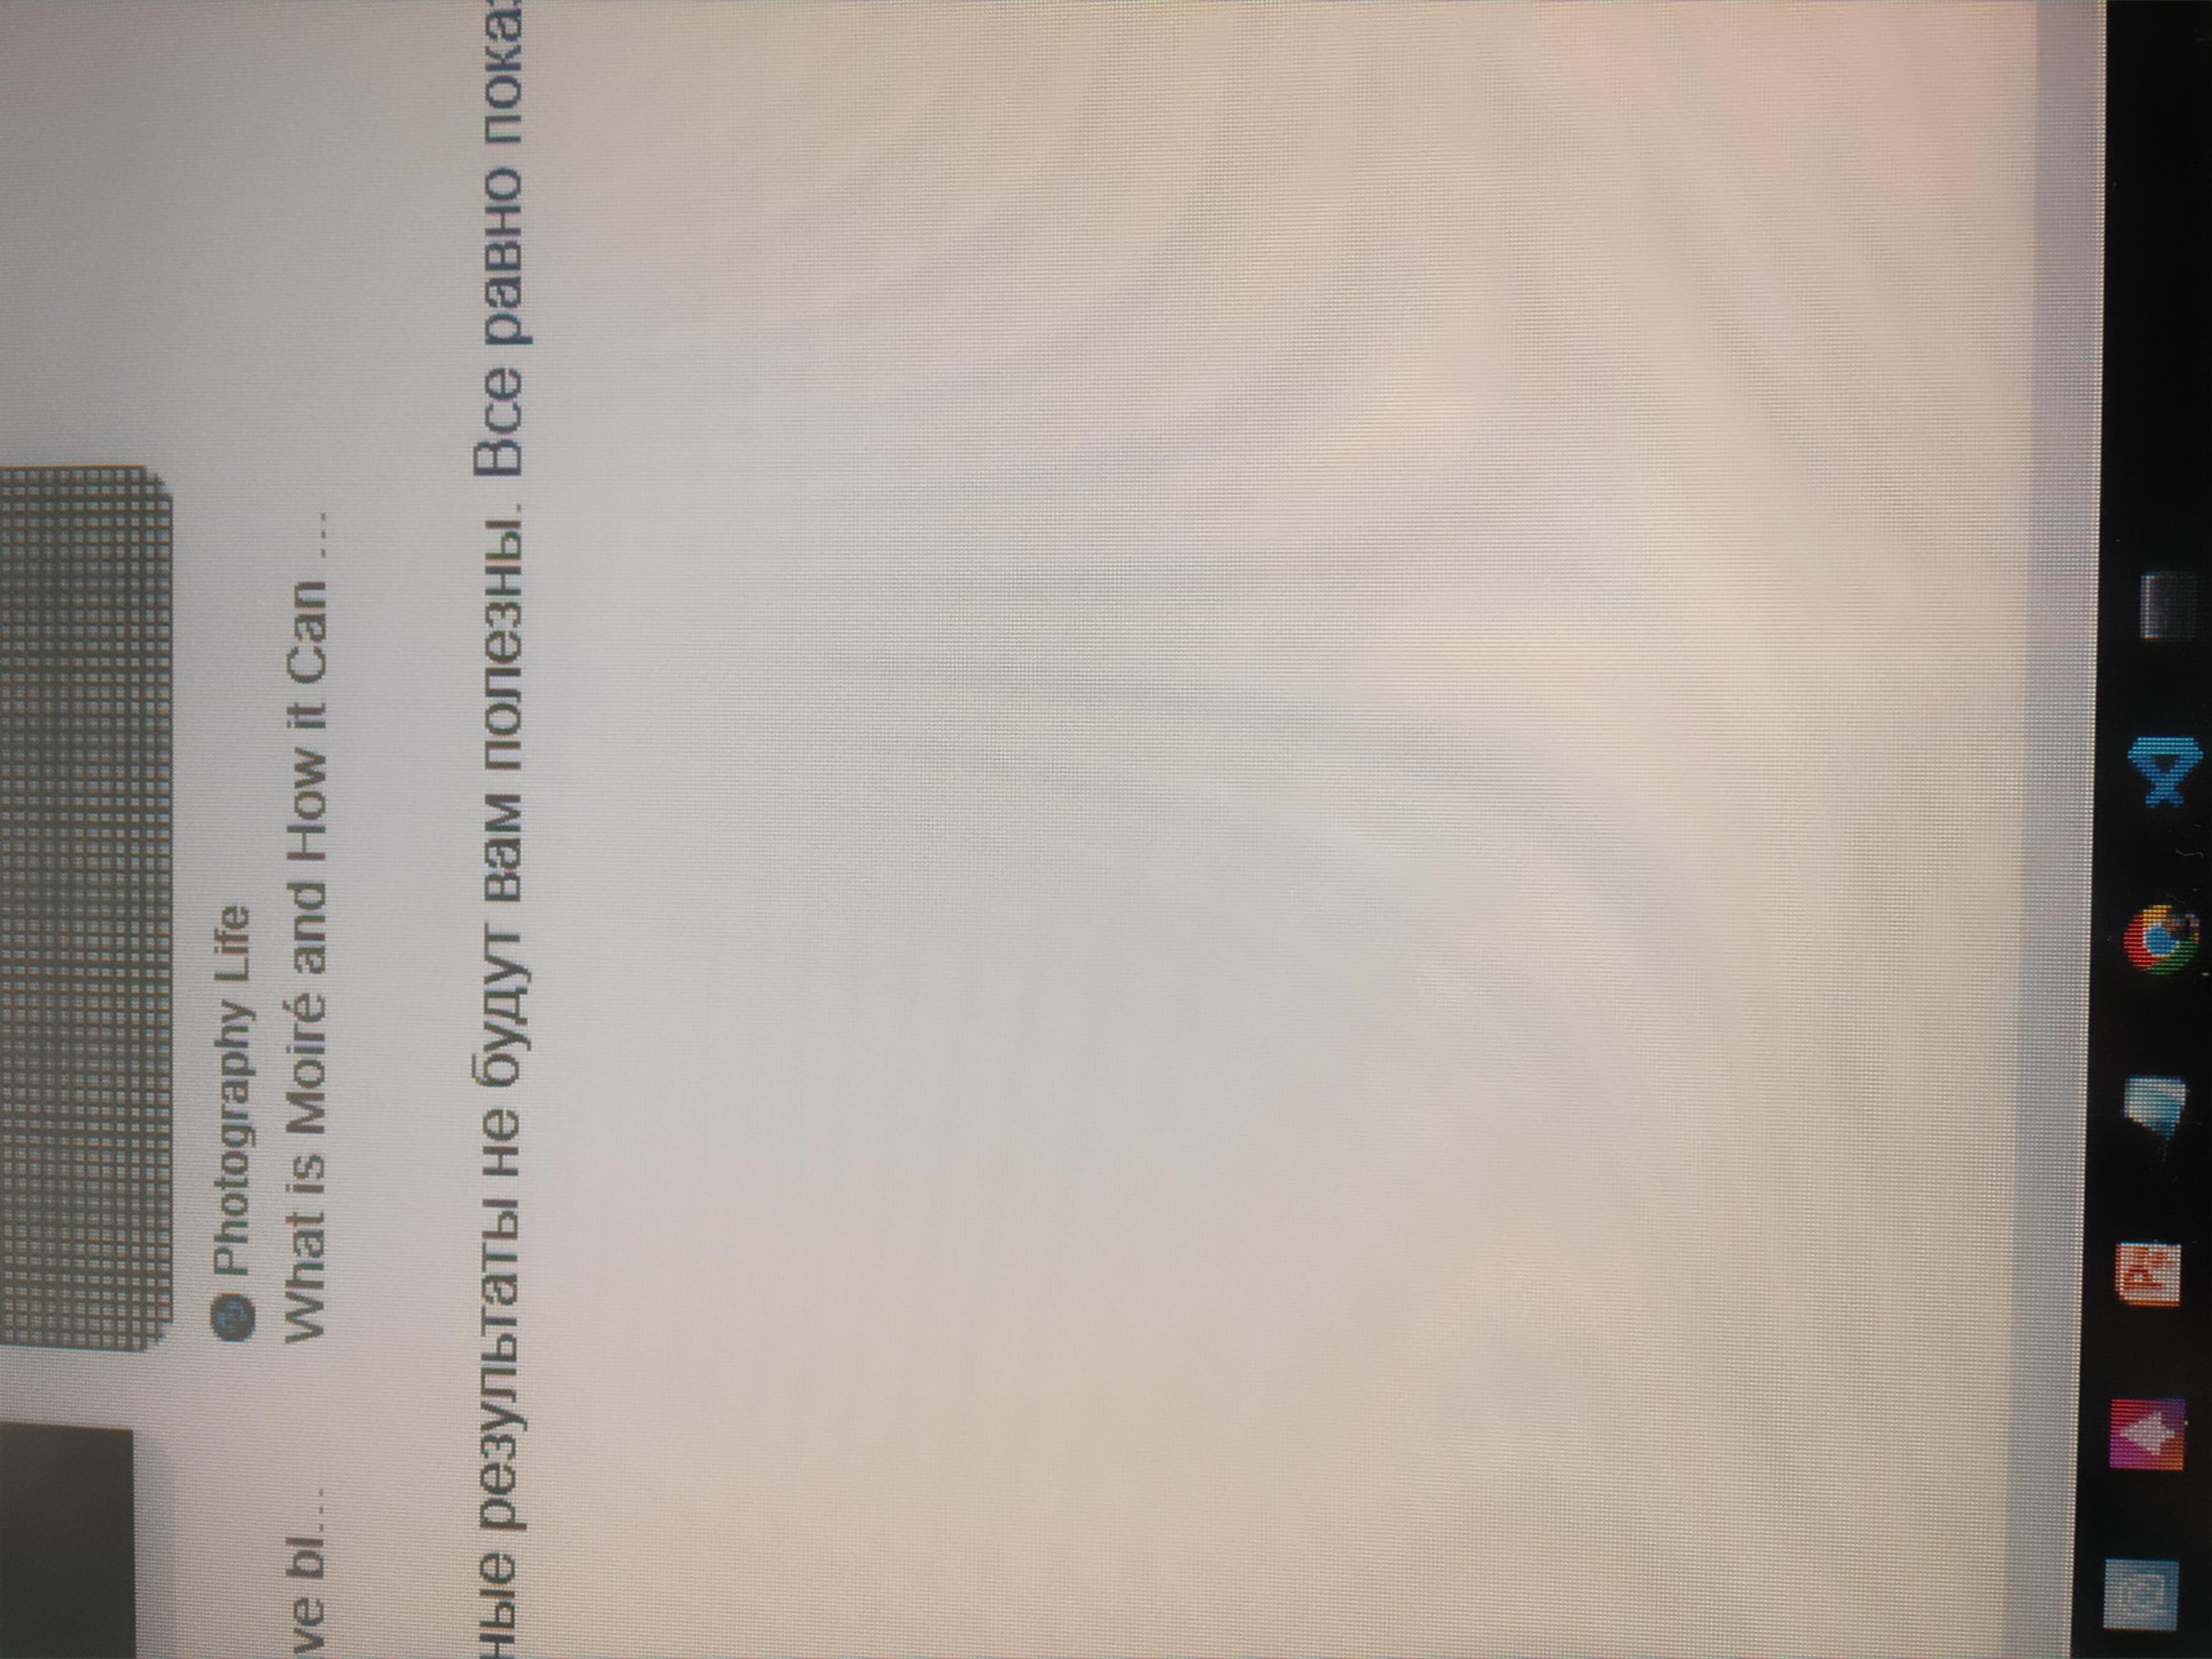 Photography Life
ve bl...
What is Moiré and How it Can ...
ные результаты не будут вам полезны. Все равно пока